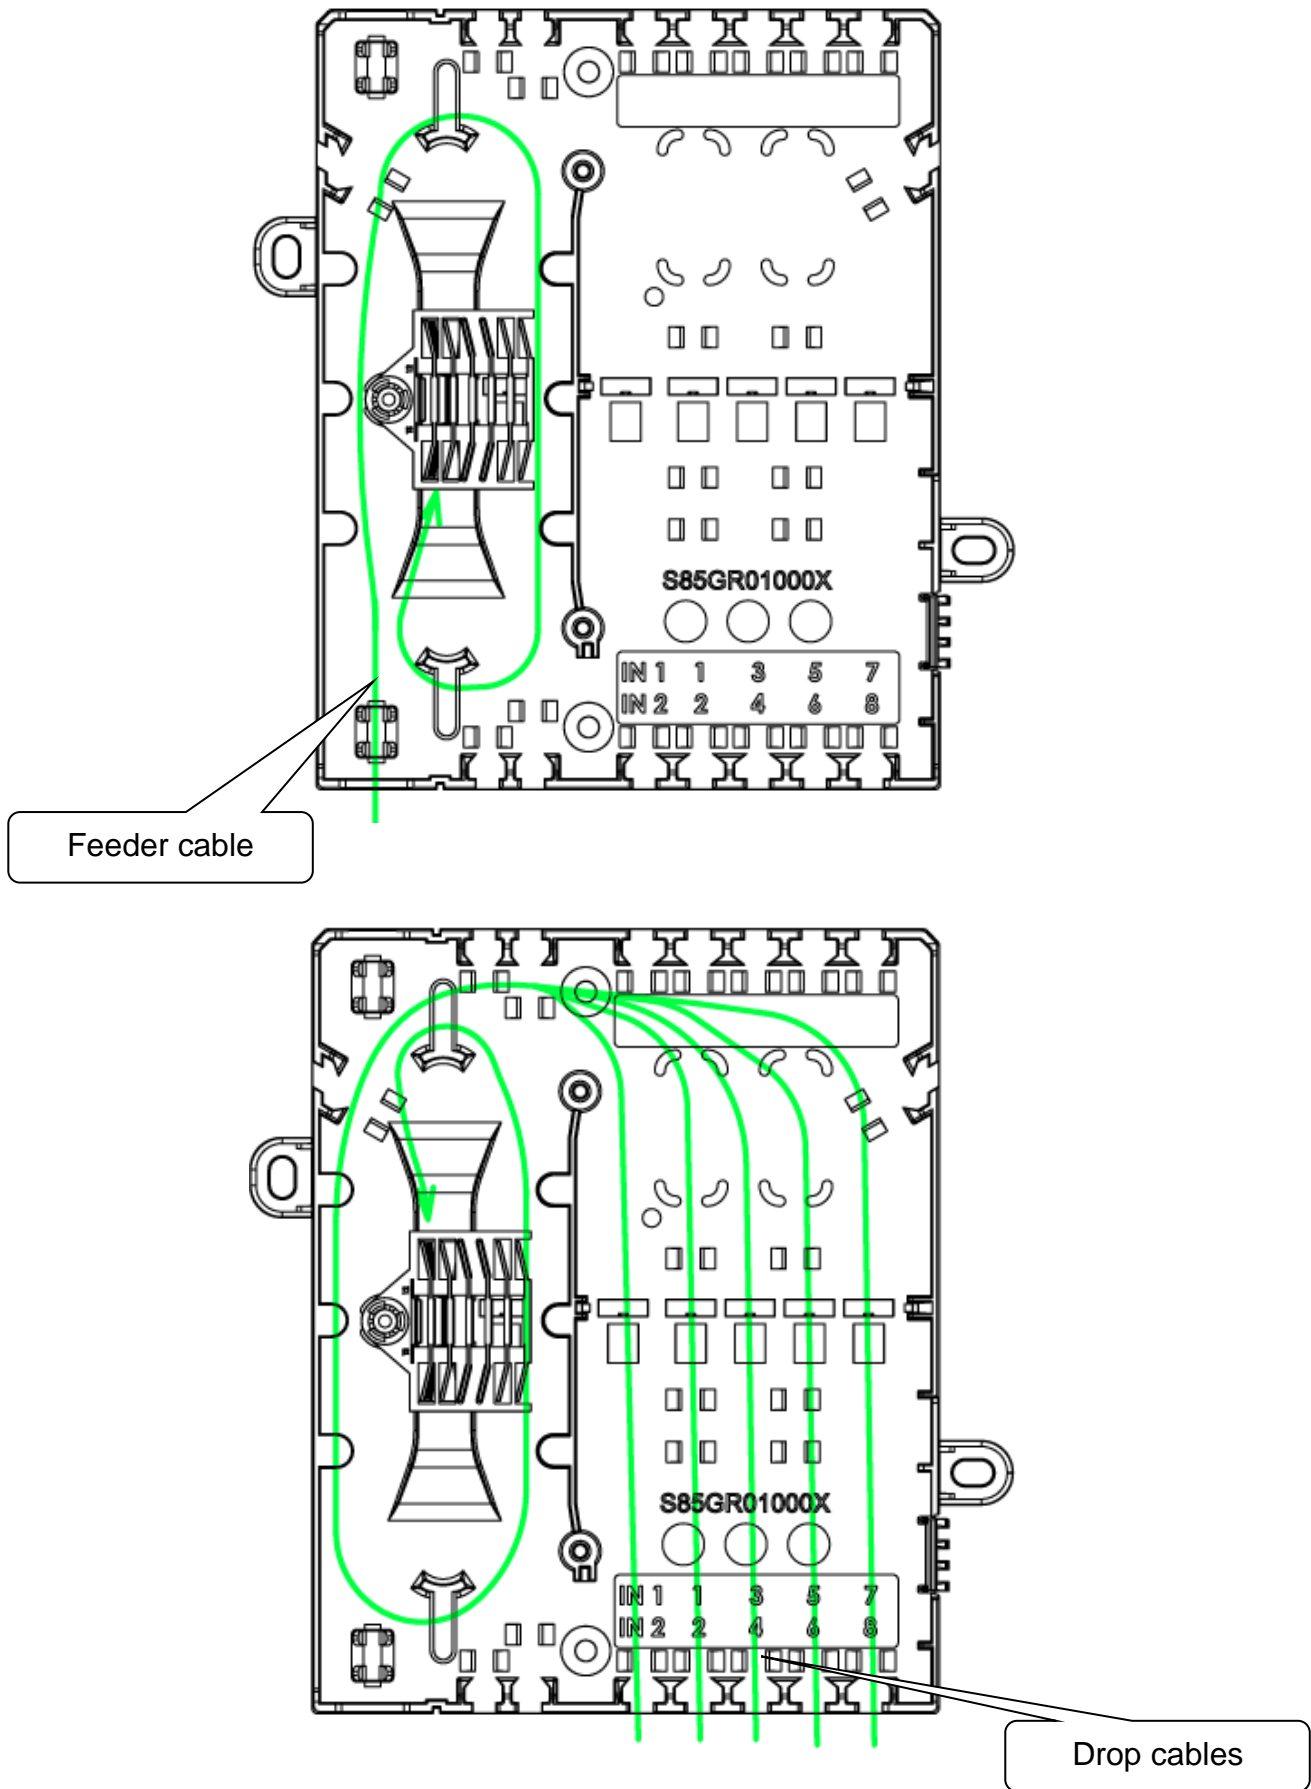 S85GR01000X
IN 1 1 3 5 7
IN 2 2 4 6 8
Feeder cable
S85GR01000X
IN 1 1 3 5 7
IN 2 2 4 6 8
Drop cables